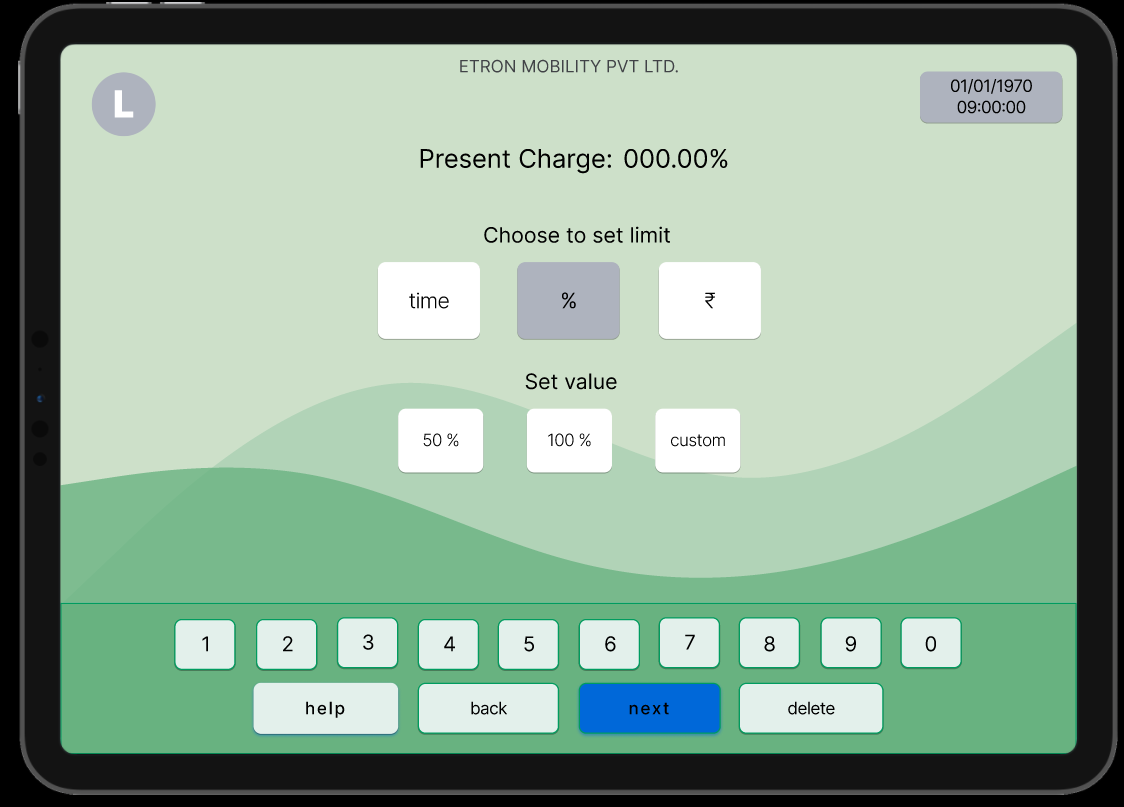 ETRON MOBILITY PVT LTD.
L
01/01/1970
09:00:00
Present Charge: 000.00%
Choose to set limit
time % ₹
Set value
50 % 100 % custom
1 2 3 4 5 6 7 8 9 0
help back next delete